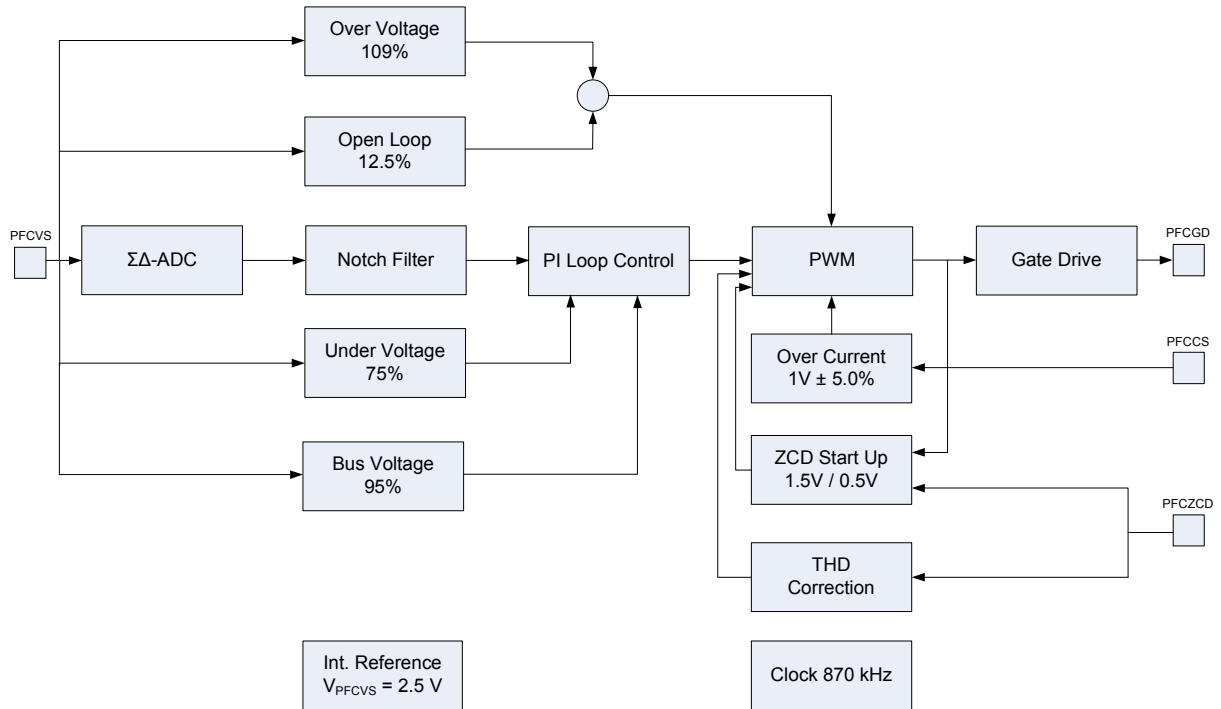 Over Voltage
109%
Open Loop
12.5%
PFCVS
ΣΔ-ADC
Notch Filter
PI Loop Control
PWM
Gate Drive
PFCGD
Under Voltage
75%
Over Current
1V ± 5.0%
PFCCS
Bus Voltage
95%
ZCD Start Up
1.5V / 0.5V
PFCZCD
THD
Correction
Int. Reference
V_PFCVS = 2.5 V
Clock 870 kHz